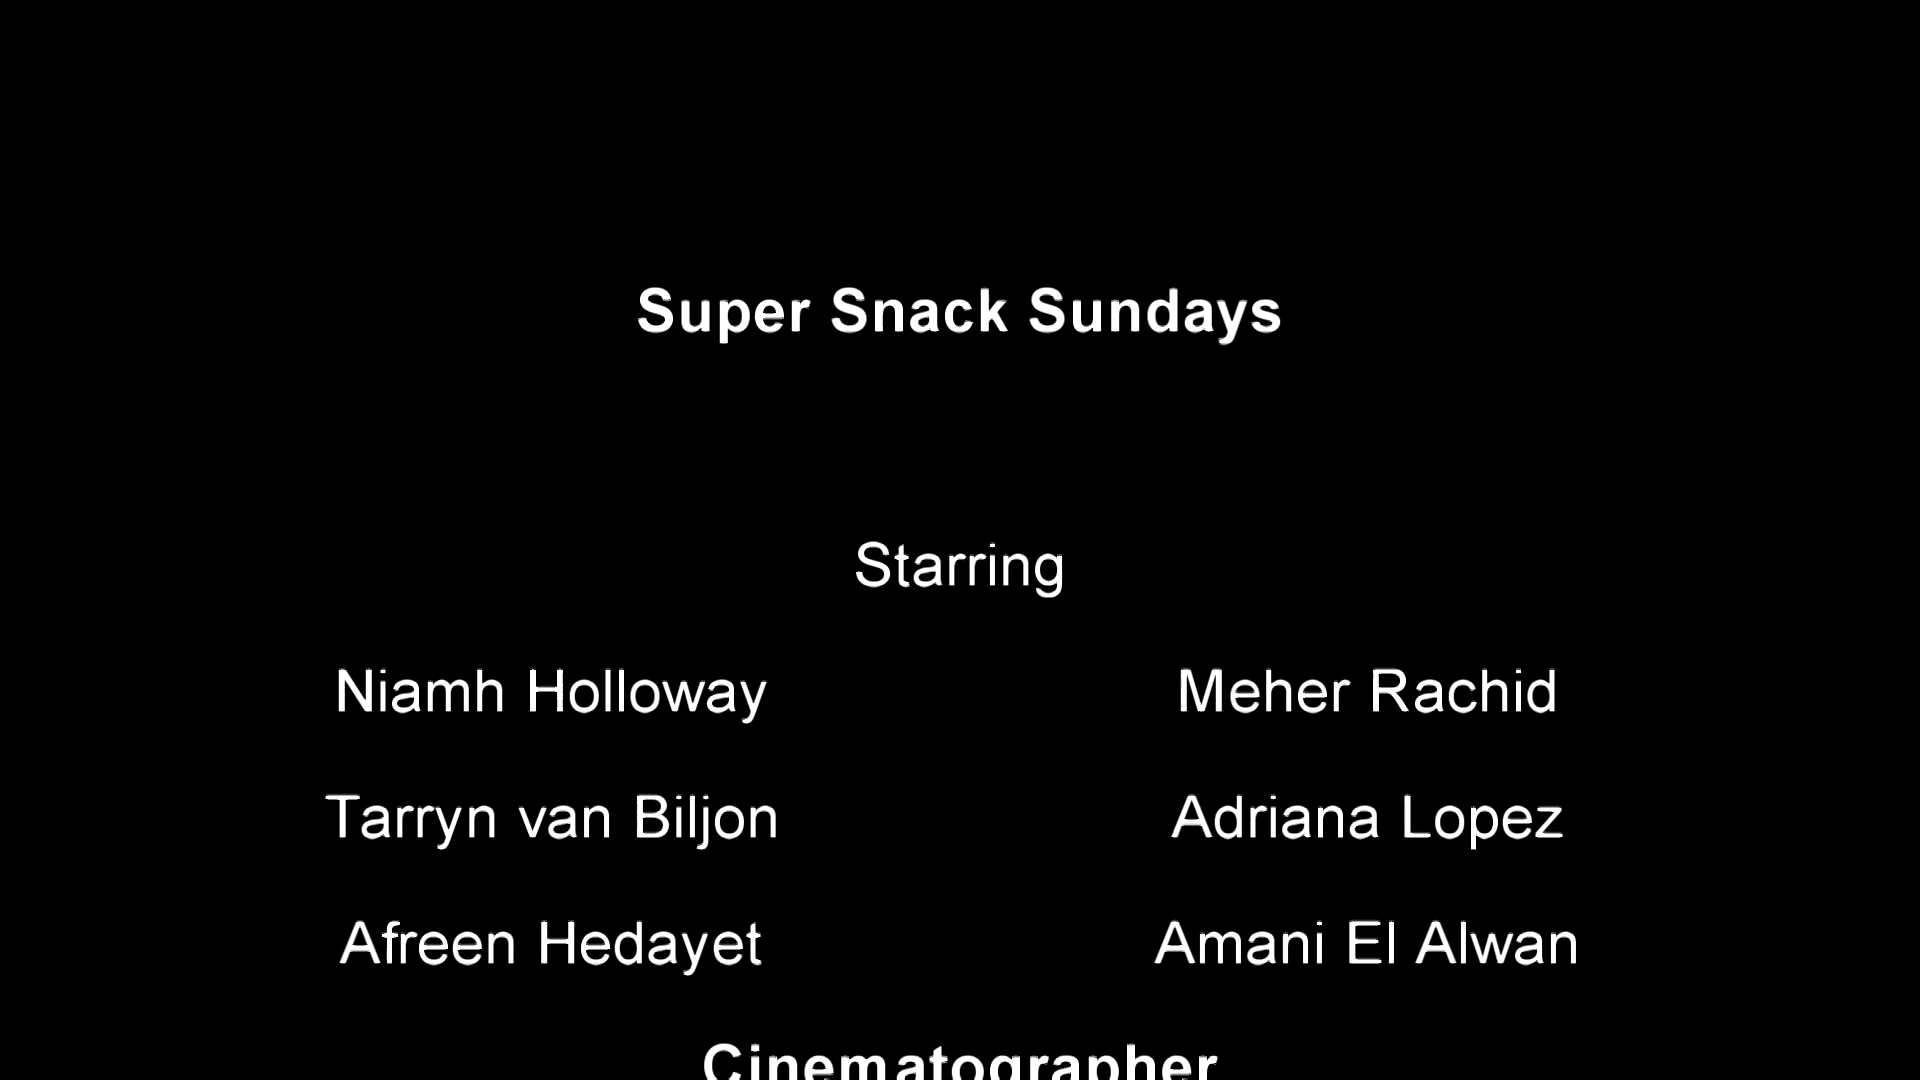 Super Snack Sundays
Starring
Niamh Holloway Meher Rachid
Tarryn van Biljon Adriana Lopez
Afreen Hedayet Amani El Alwan
Cinematographer